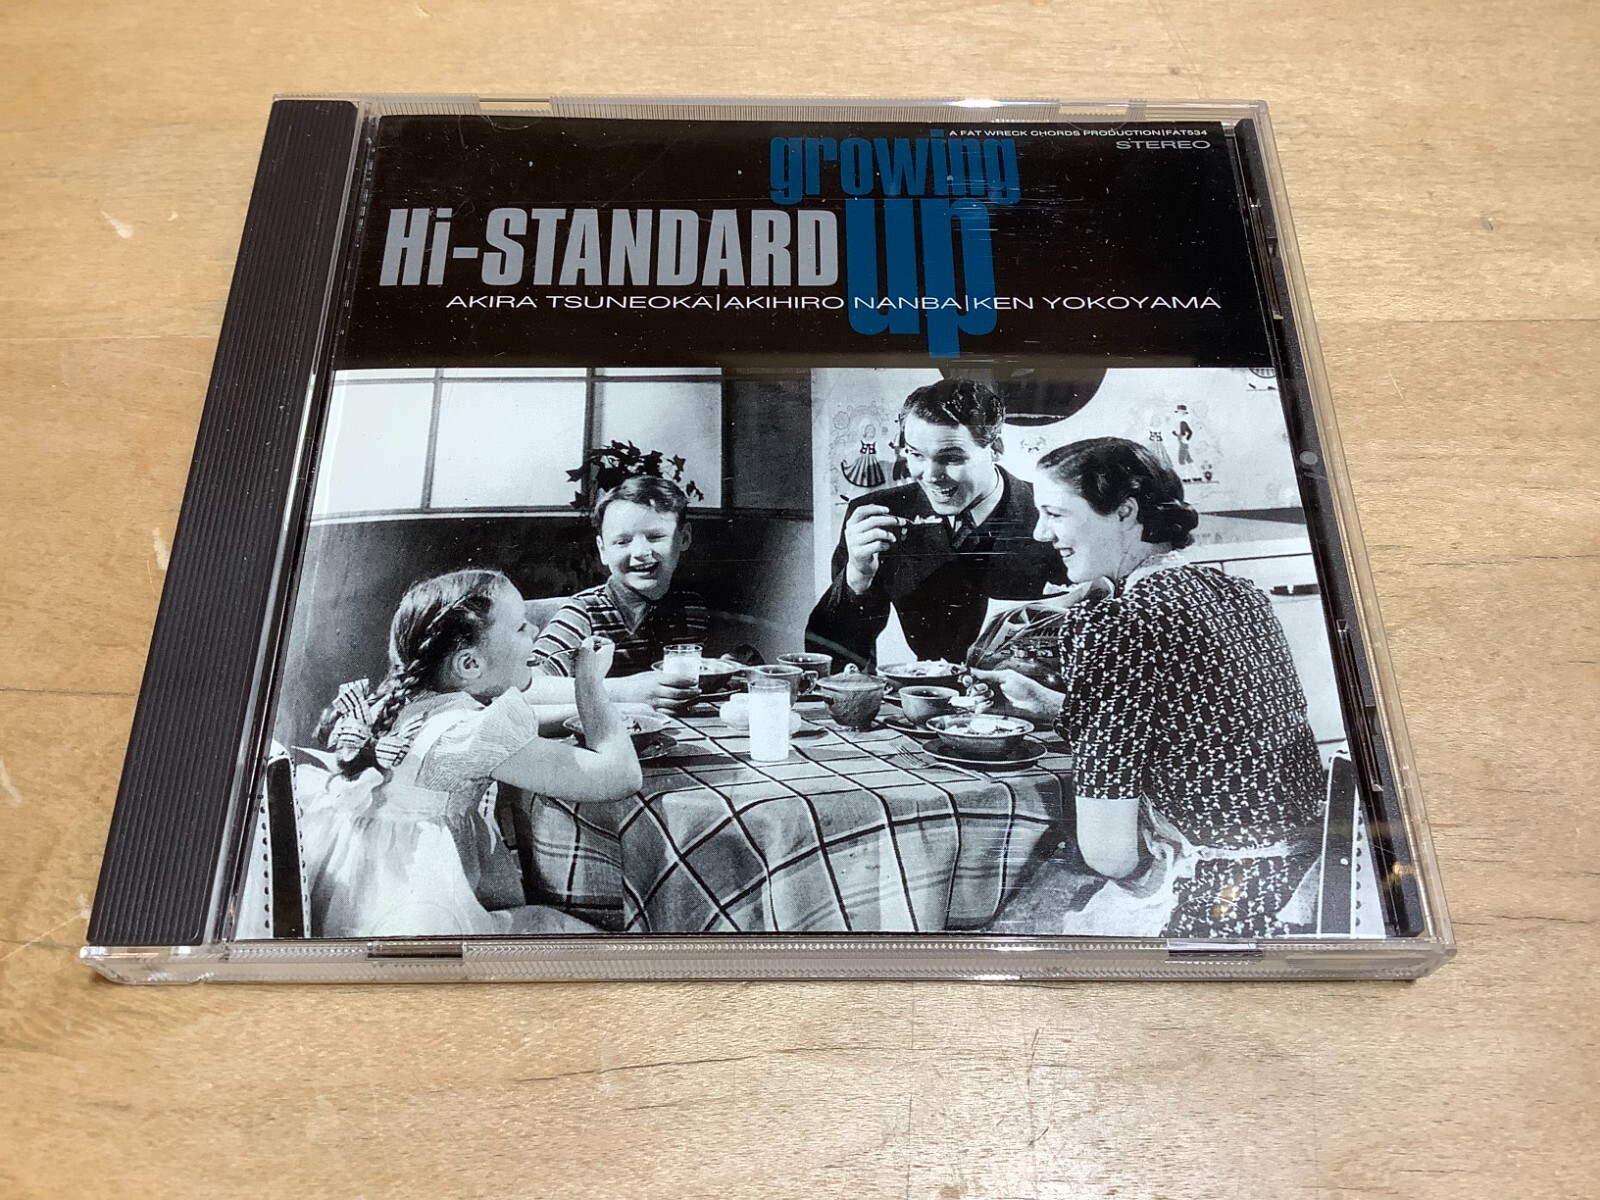 A FAT WRECK CHORDS PRODUCTION|FAT534
STEREO
growing
up
Hi-STANDARD
AKIRA TSUNEOKA|AKIHIRO NANBA|KEN YOKOYAMA